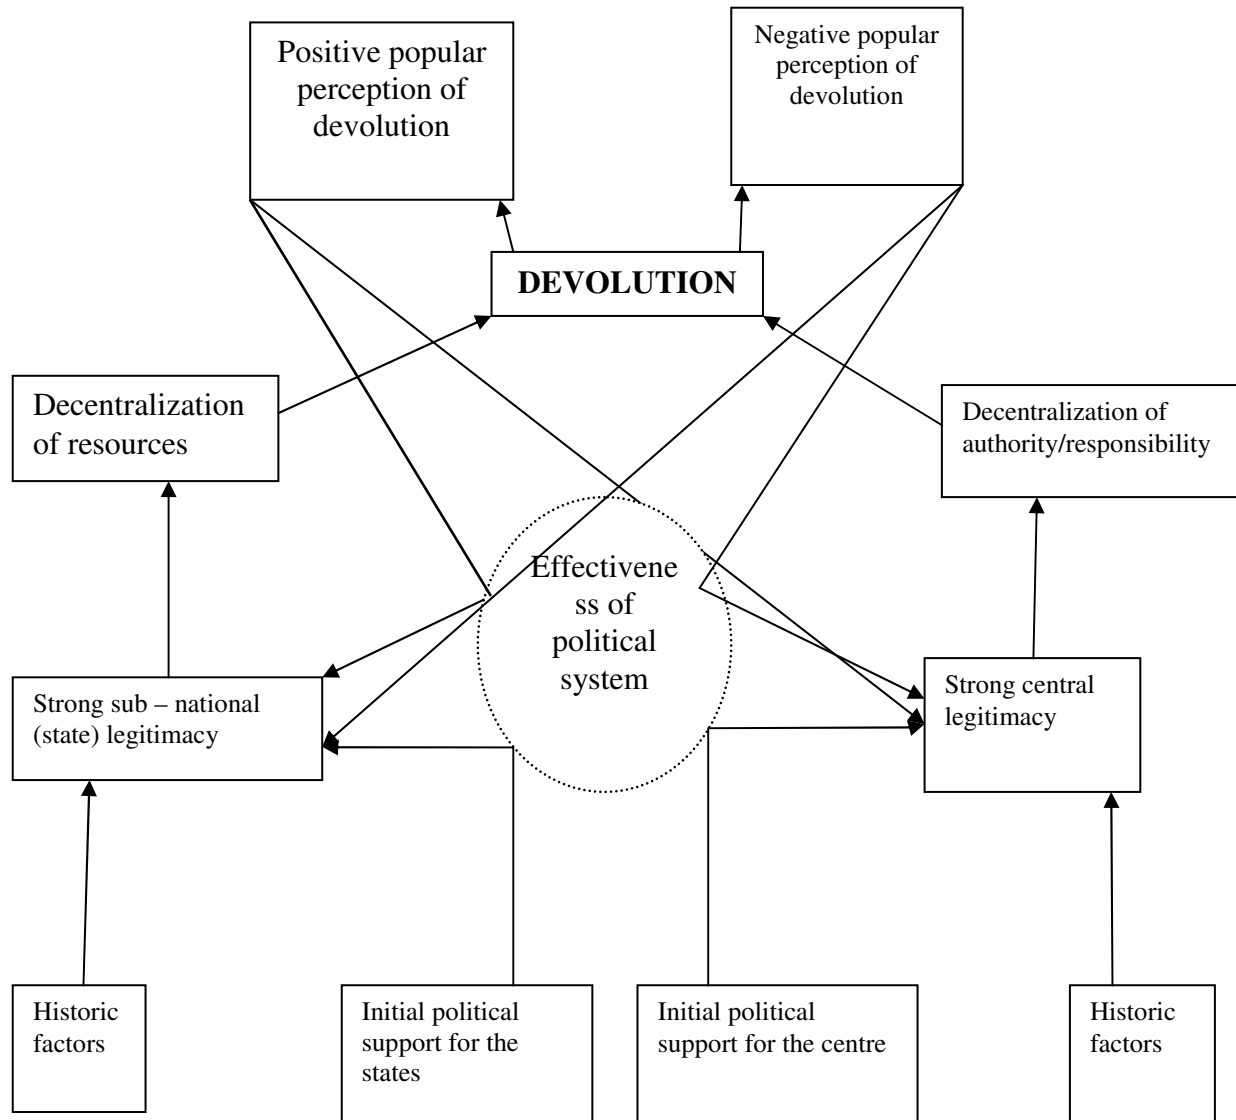 Positive popular
perception of
devolution
Negative popular
perception of
devolution
DEVOLUTION
Decentralization
of resources
Decentralization of
authority/responsibility
Effectivene
ss of
political
system
Strong sub – national
(state) legitimacy
Strong central
legitimacy
Historic
factors
Initial political
support for the
states
Initial political
support for the centre
Historic
factors